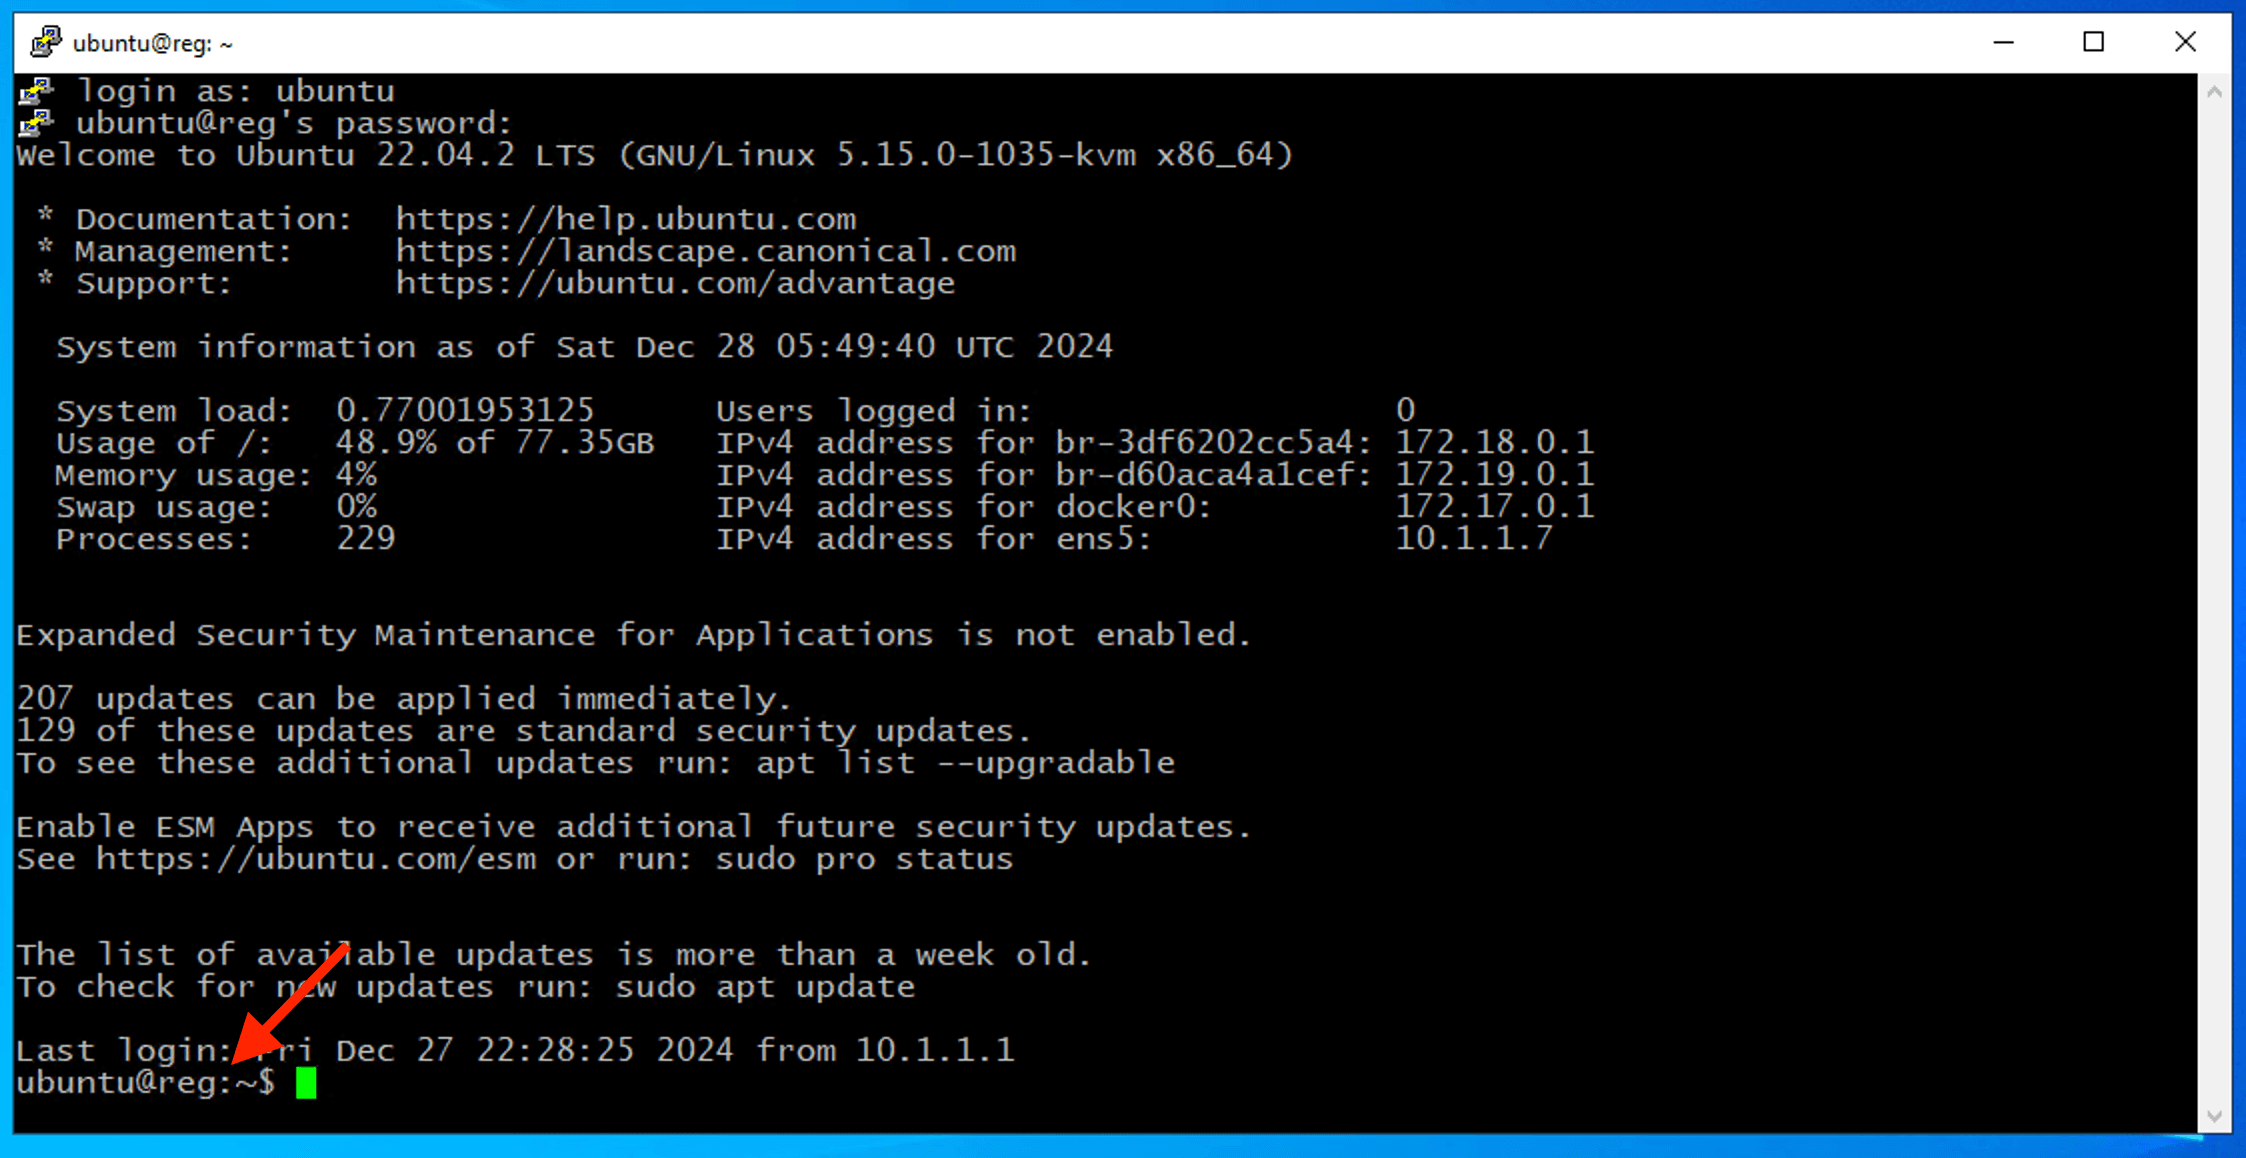 ubuntu@reg: ~
login as: ubuntu
ubuntu@reg's password:
Welcome to Ubuntu 22.04.2 LTS (GNU/Linux 5.15.0-1035-kvm x86_64)
* Documentation:  https://help.ubuntu.com
* Management:     https://landscape.canonical.com
* Support:        https://ubuntu.com/advantage
System information as of Sat Dec 28 05:49:40 UTC 2024
System load:  0.77001953125      Users logged in:                  0
Usage of /:   48.9% of 77.35GB   IPv4 address for br-3df6202cc5a4: 172.18.0.1
Memory usage: 4%                 IPv4 address for br-d60aca4a1cef: 172.19.0.1
Swap usage:   0%                 IPv4 address for docker0:         172.17.0.1
Processes:    229                IPv4 address for ens5:            10.1.1.7
Expanded Security Maintenance for Applications is not enabled.
207 updates can be applied immediately.
129 of these updates are standard security updates.
To see these additional updates run: apt list --upgradable
Enable ESM Apps to receive additional future security updates.
See https://ubuntu.com/esm or run: sudo pro status
The list of available updates is more than a week old.
To check for new updates run: sudo apt update
Last login: Fri Dec 27 22:28:25 2024 from 10.1.1.1
ubuntu@reg:~$